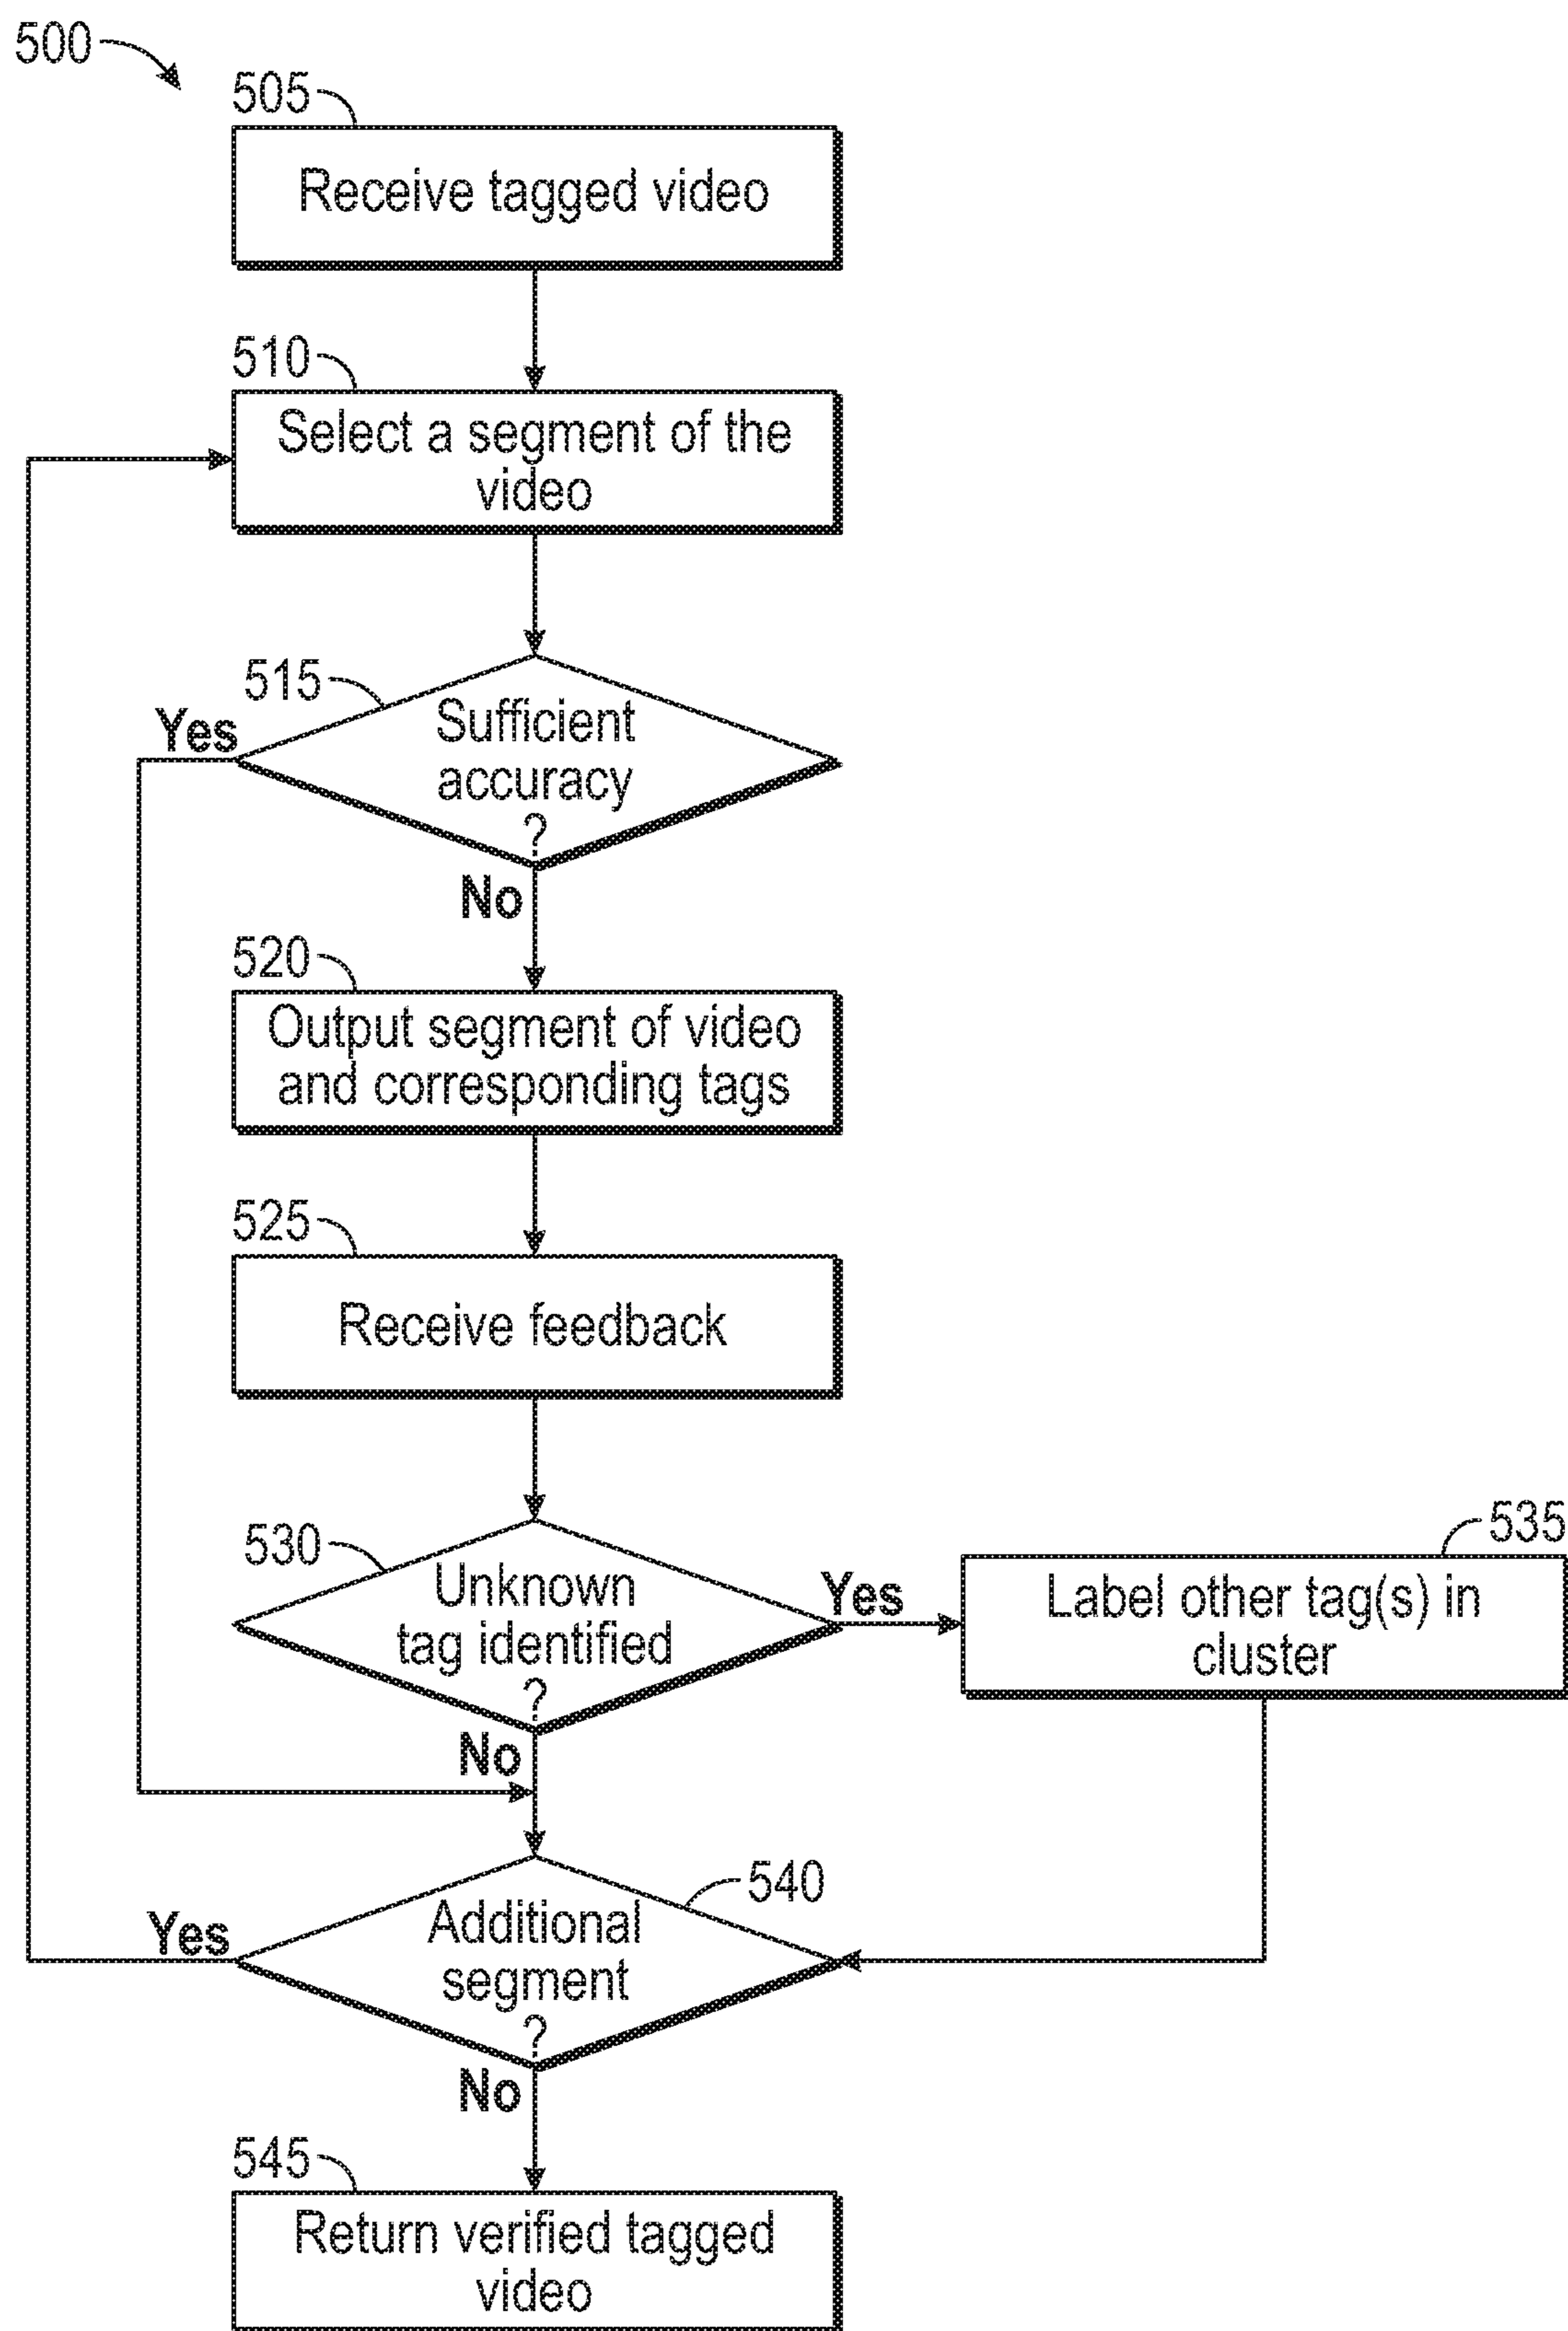 500
505
Receive tagged video
510
Select a segment of the
video
515
Yes
Sufficient
accuracy
?
No
520
Output segment of video
and corresponding tags
525
Receive feedback
530
Unknown
tag identified
?
Yes
No
535
Label other tag(s) in
cluster
540
Yes
Additional
segment
?
No
545
Return verified tagged
video